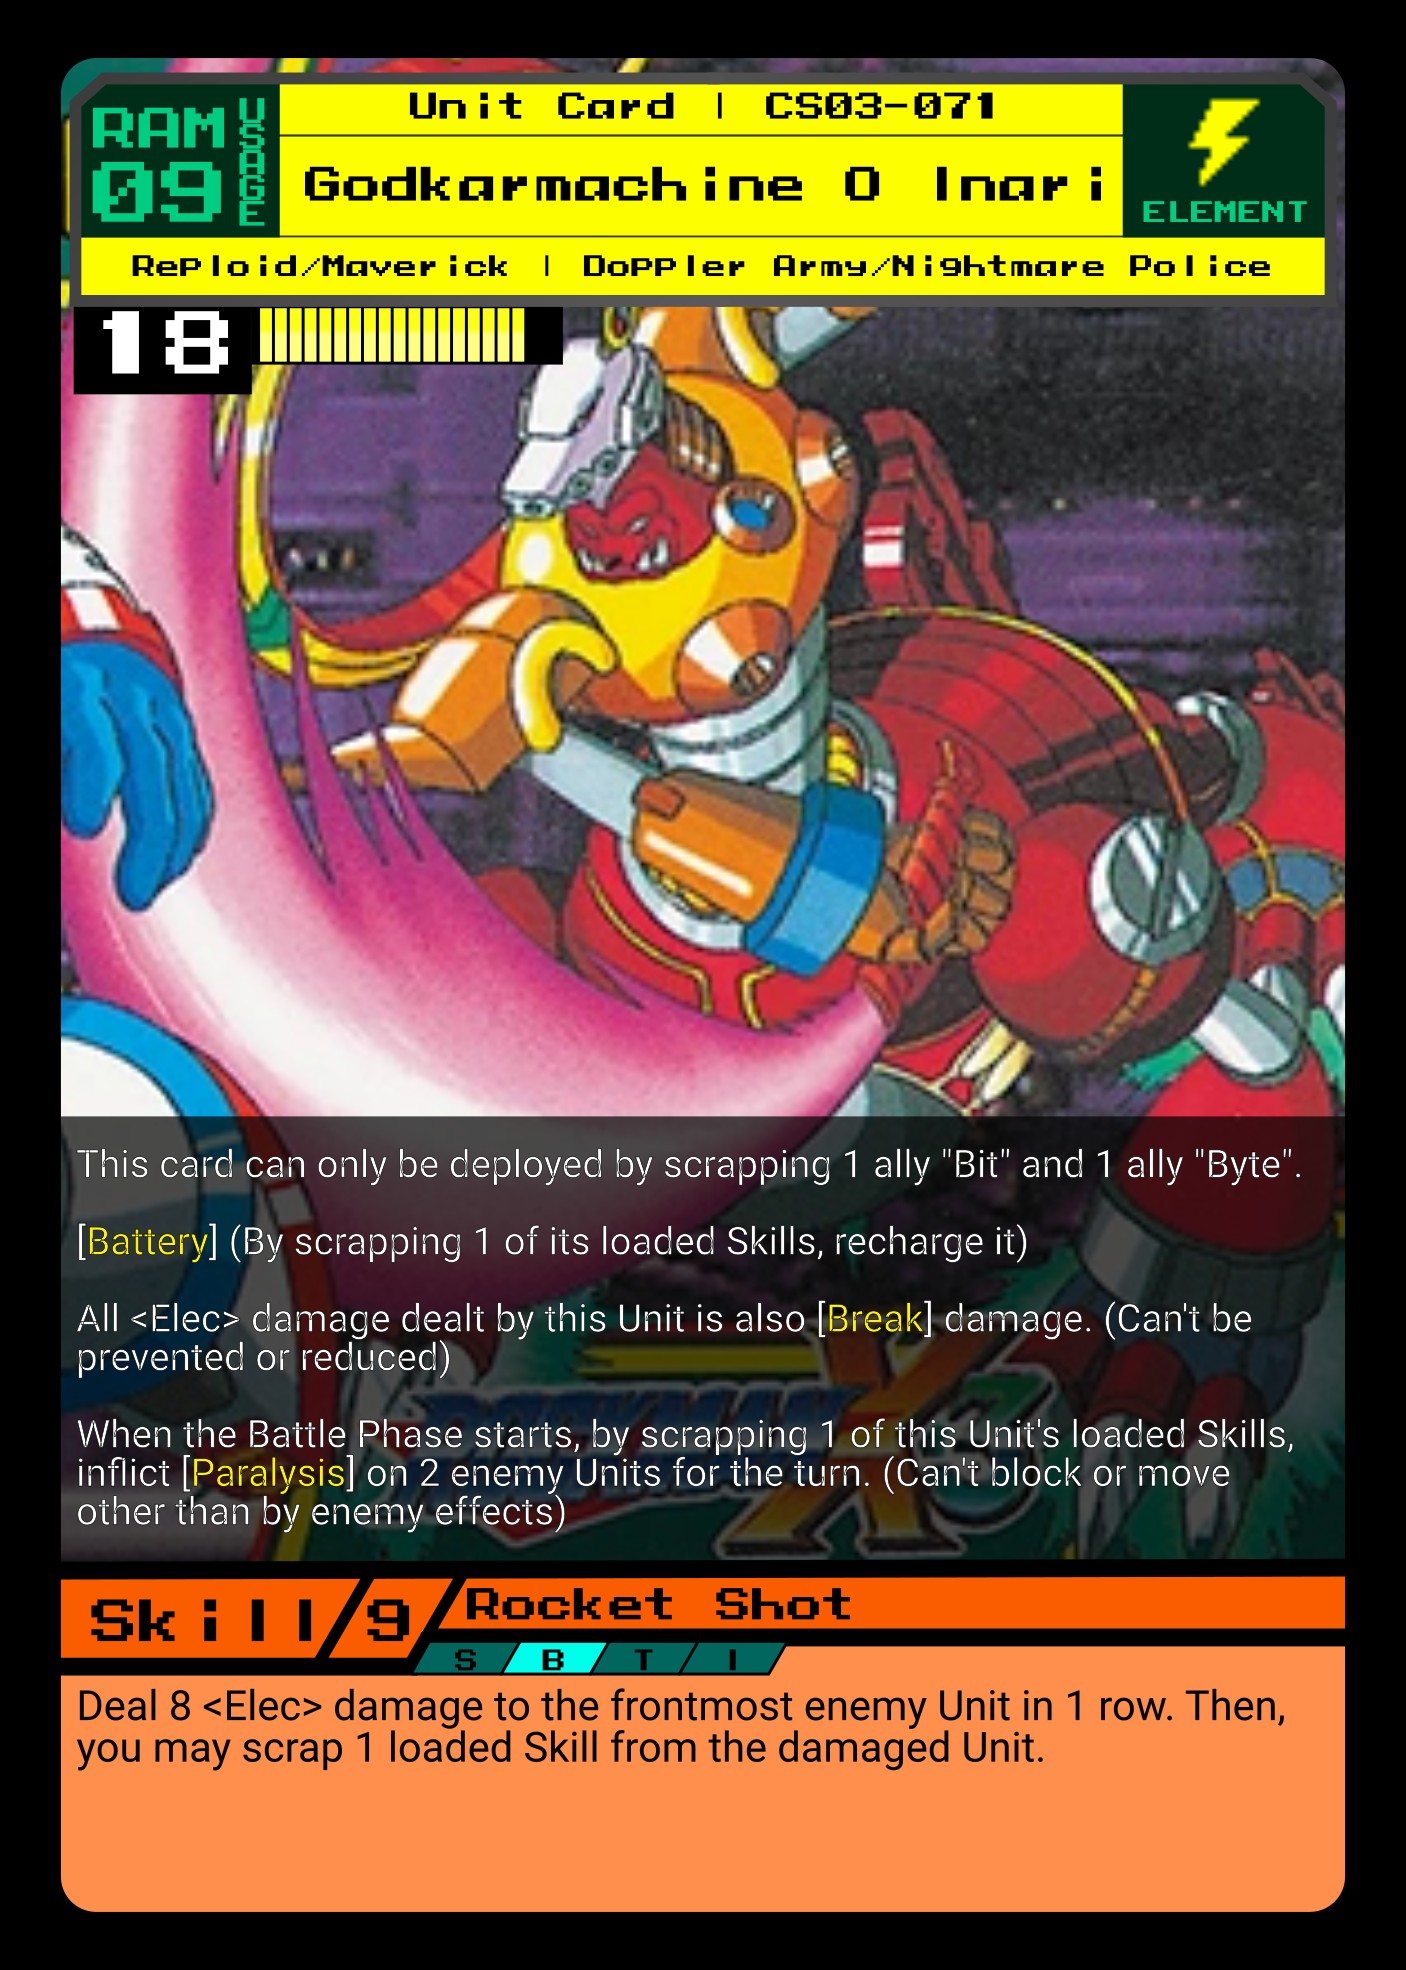 Unit Card | CS03-071
RAM
09
USAGE
Godkarmachine O Inari
ELEMENT
Reploid/Maverick | Doppler Army/Nightmare Police
18
This card can only be deployed by scrapping 1 ally "Bit" and 1 ally "Byte".
[Battery] (By scrapping 1 of its loaded Skills, recharge it)
All <Elec> damage dealt by this Unit is also [Break] damage. (Can't be
prevented or reduced)
When the Battle Phase starts, by scrapping 1 of this Unit's loaded Skills,
inflict [Paralysis] on 2 enemy Units for the turn. (Can't block or move
other than by enemy effects)
Skill/9/ Rocket Shot
S B T I
Deal 8 <Elec> damage to the frontmost enemy Unit in 1 row. Then,
you may scrap 1 loaded Skill from the damaged Unit.